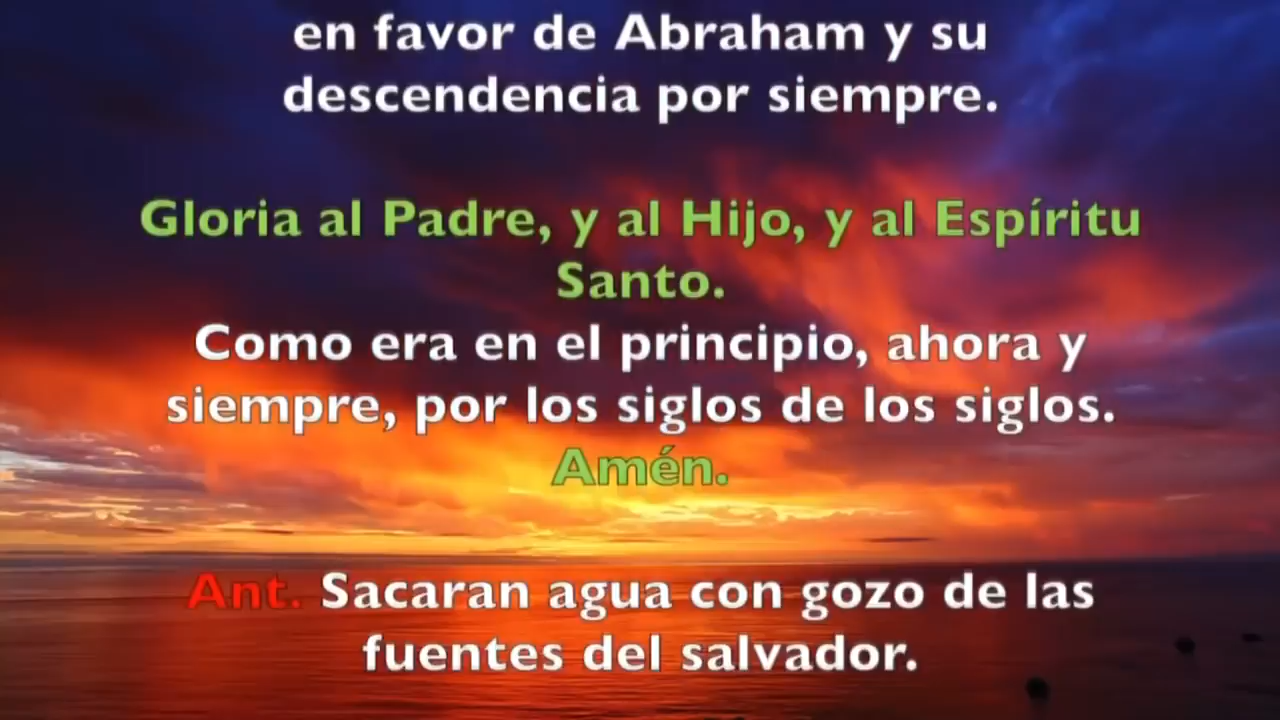 en favor de Abraham y su
descendencia por siempre.
Gloria al Padre, y al Hijo, y al Espíritu
Santo.
Como era en el principio, ahora y
siempre, por los siglos de los siglos.
Amén.
Ant. Sacaran agua con gozo de las
fuentes del salvador.